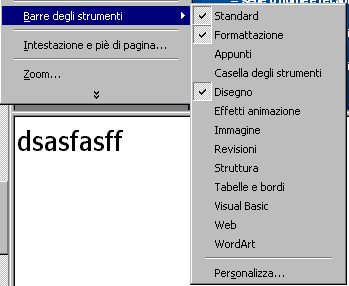 Barre degli strumenti
Intestazione e piè di pagina...
Zoom...
Standard
Formattazione
Appunti
Casella degli strumenti
Disegno
Effetti animazione
Immagine
Revisioni
Struttura
Tabelle e bordi
Visual Basic
Web
WordArt
Personalizza...
dsasfasff